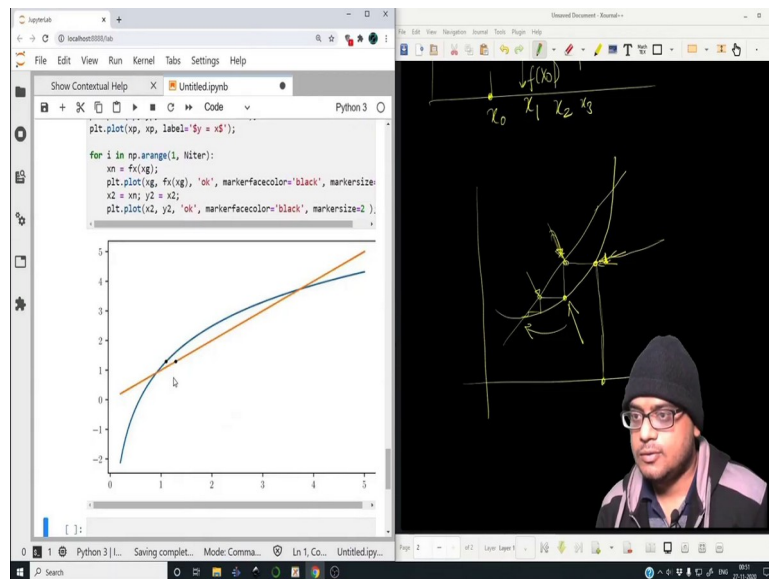 JupyterLab x +
localhost:8888/lab
File Edit View Run Kernel Tabs Settings Help
Show Contextual Help X Untitled.ipynb
Code Python 3
plt.plot(xp, xp, label='$y = x$');
for i in np.arange(1, Niter):
xn = fx(xg);
plt.plot(xg, fx(xg), 'ok', markerfacecolor='black', markersize=
x2 = xn; y2 = x2;
plt.plot(x2, y2, 'ok', markerfacecolor='black', markersize=2 );
5
4
3
2
1
0
−1
−2
0 1 2 3 4 5
[ ]:
0 1 Python 3 | I... Saving complet... Mode: Comma... Ln 1, Co... Untitled.ipy...
Search
Unsaved Document - Xournal++
File Edit View Navigation Journal Tools Plugin Help
f(x0)
x0 x1 x2 x3
Page 2 of 2 Layer Layer 1
ENG 00:51
27-11-2020